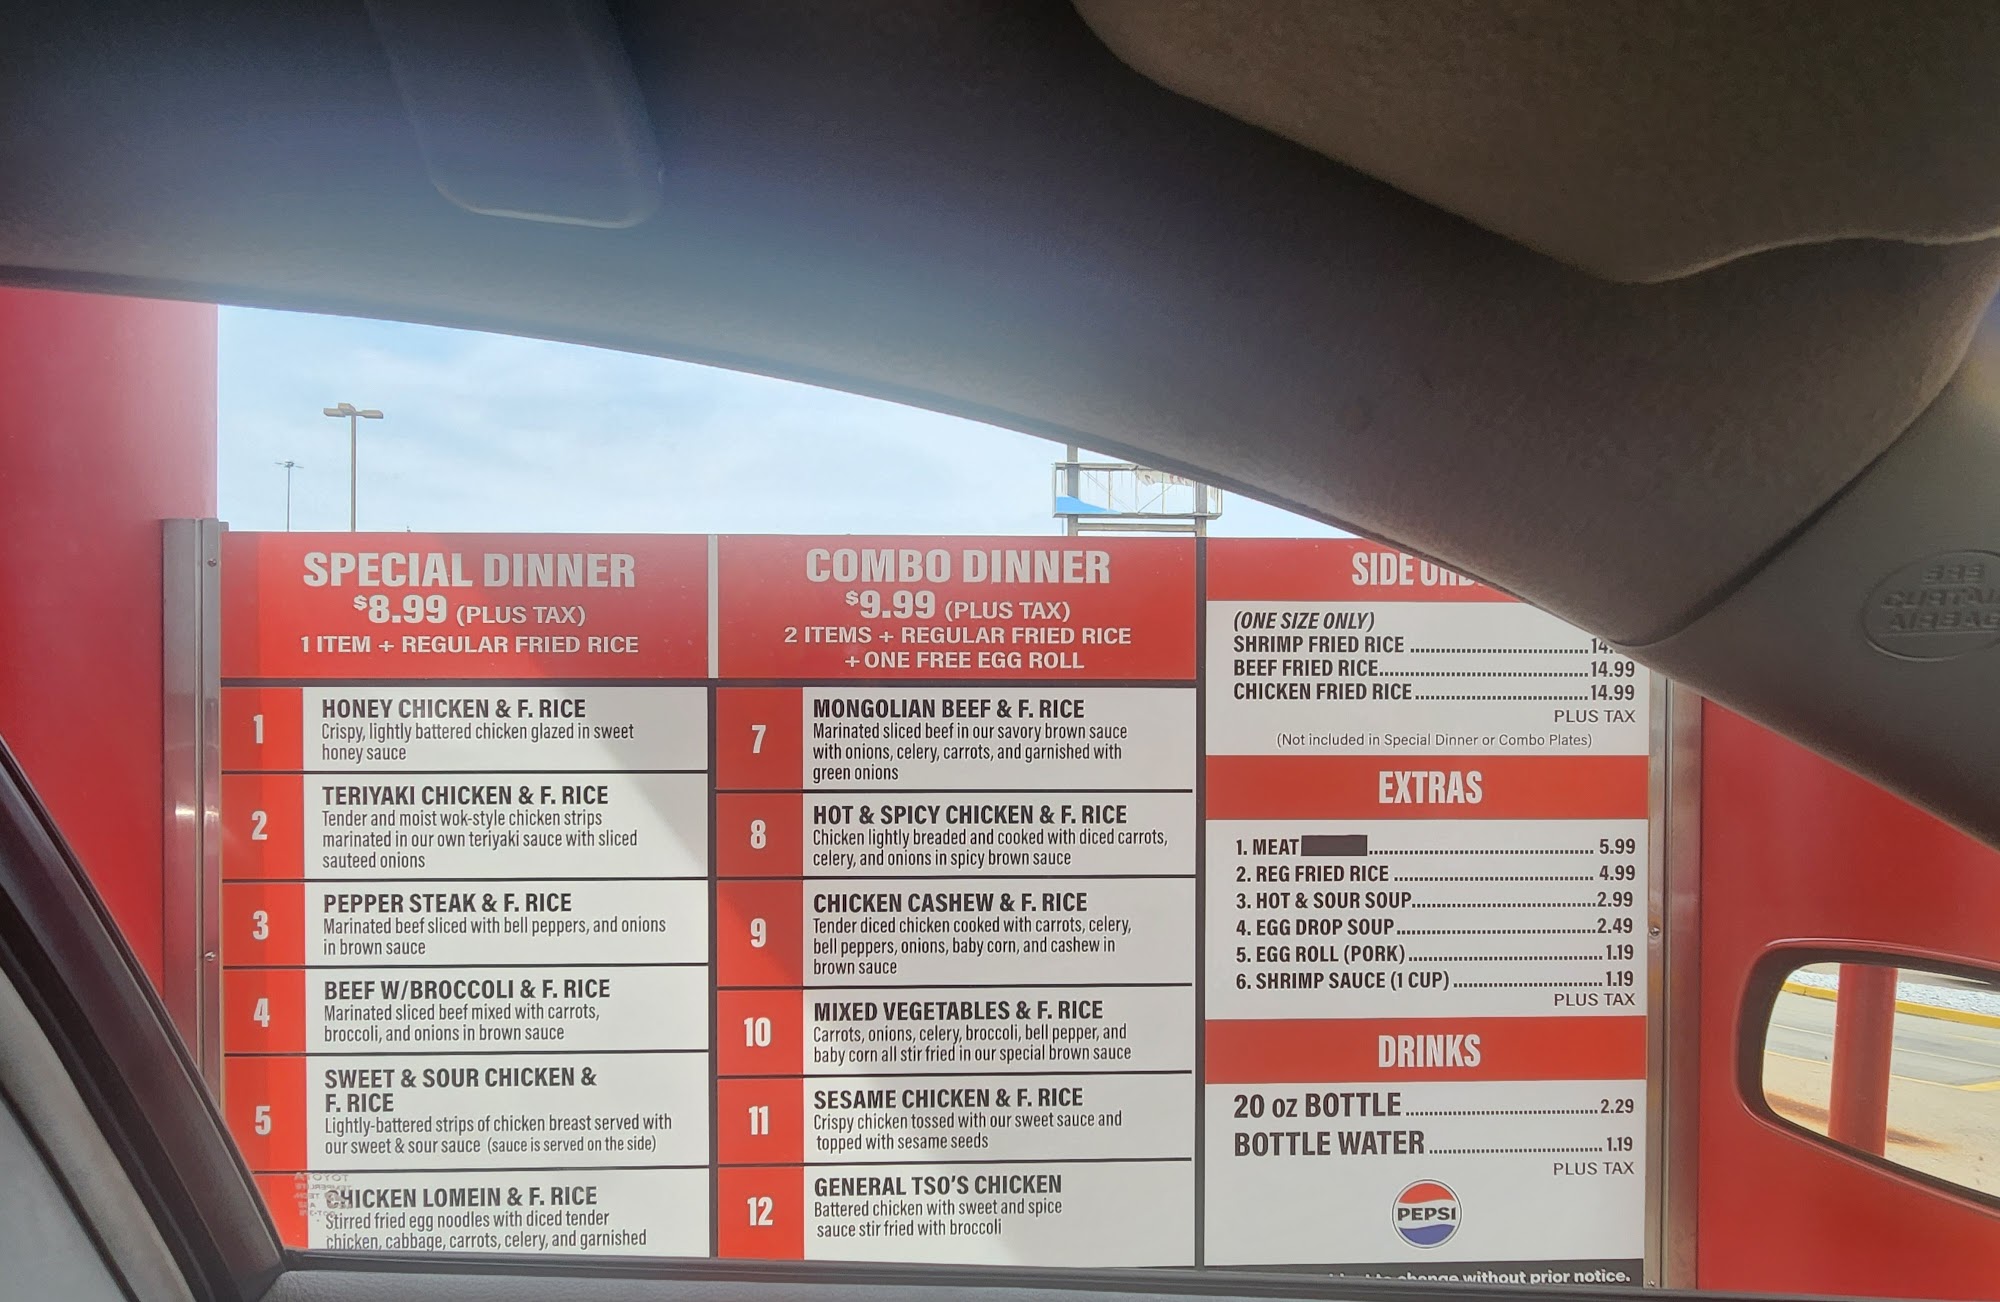 SPECIAL DINNER
$8.99 (PLUS TAX)
1 ITEM + REGULAR FRIED RICE
1
HONEY CHICKEN & F. RICE
Crispy, lightly battered chicken glazed in sweet
honey sauce
2
TERIYAKI CHICKEN & F. RICE
Tender and moist wok-style chicken strips
marinated in our own teriyaki sauce with sliced
sauteed onions
3
PEPPER STEAK & F. RICE
Marinated beef sliced with bell peppers, and onions
in brown sauce
4
BEEF W/BROCCOLI & F. RICE
Marinated sliced beef mixed with carrots,
broccoli, and onions in brown sauce
5
SWEET & SOUR CHICKEN &
F. RICE
Lightly-battered strips of chicken breast served with
our sweet & sour sauce (sauce is served on the side)
CHICKEN LOMEIN & F. RICE
Stirred fried egg noodles with diced tender
chicken, cabbage, carrots, celery, and garnished
COMBO DINNER
$9.99 (PLUS TAX)
2 ITEMS + REGULAR FRIED RICE
+ ONE FREE EGG ROLL
7
MONGOLIAN BEEF & F. RICE
Marinated sliced beef in our savory brown sauce
with onions, celery, carrots, and garnished with
green onions
8
HOT & SPICY CHICKEN & F. RICE
Chicken lightly breaded and cooked with diced carrots,
celery, and onions in spicy brown sauce
9
CHICKEN CASHEW & F. RICE
Tender diced chicken cooked with carrots, celery,
bell peppers, onions, baby corn, and cashew in
brown sauce
10
MIXED VEGETABLES & F. RICE
Carrots, onions, celery, broccoli, bell pepper, and
baby corn all stir fried in our special brown sauce
11
SESAME CHICKEN & F. RICE
Crispy chicken tossed with our sweet sauce and
topped with sesame seeds
12
GENERAL TSO'S CHICKEN
Battered chicken with sweet and spice
sauce stir fried with broccoli
SIDE
(ONE SIZE ONLY)
SHRIMP FRIED RICE 14.
BEEF FRIED RICE 14.99
CHICKEN FRIED RICE 14.99
PLUS TAX
(Not included in Special Dinner or Combo Plates)
EXTRAS
1. MEAT 5.99
2. REG FRIED RICE 4.99
3. HOT & SOUR SOUP 2.99
4. EGG DROP SOUP 2.49
5. EGG ROLL (PORK) 1.19
6. SHRIMP SAUCE (1 CUP) 1.19
PLUS TAX
DRINKS
20 oz BOTTLE 2.29
BOTTLE WATER 1.19
PLUS TAX
PEPSI
change without prior notice.
SRS
CURTAIN
AIRBAG
TOYOTA